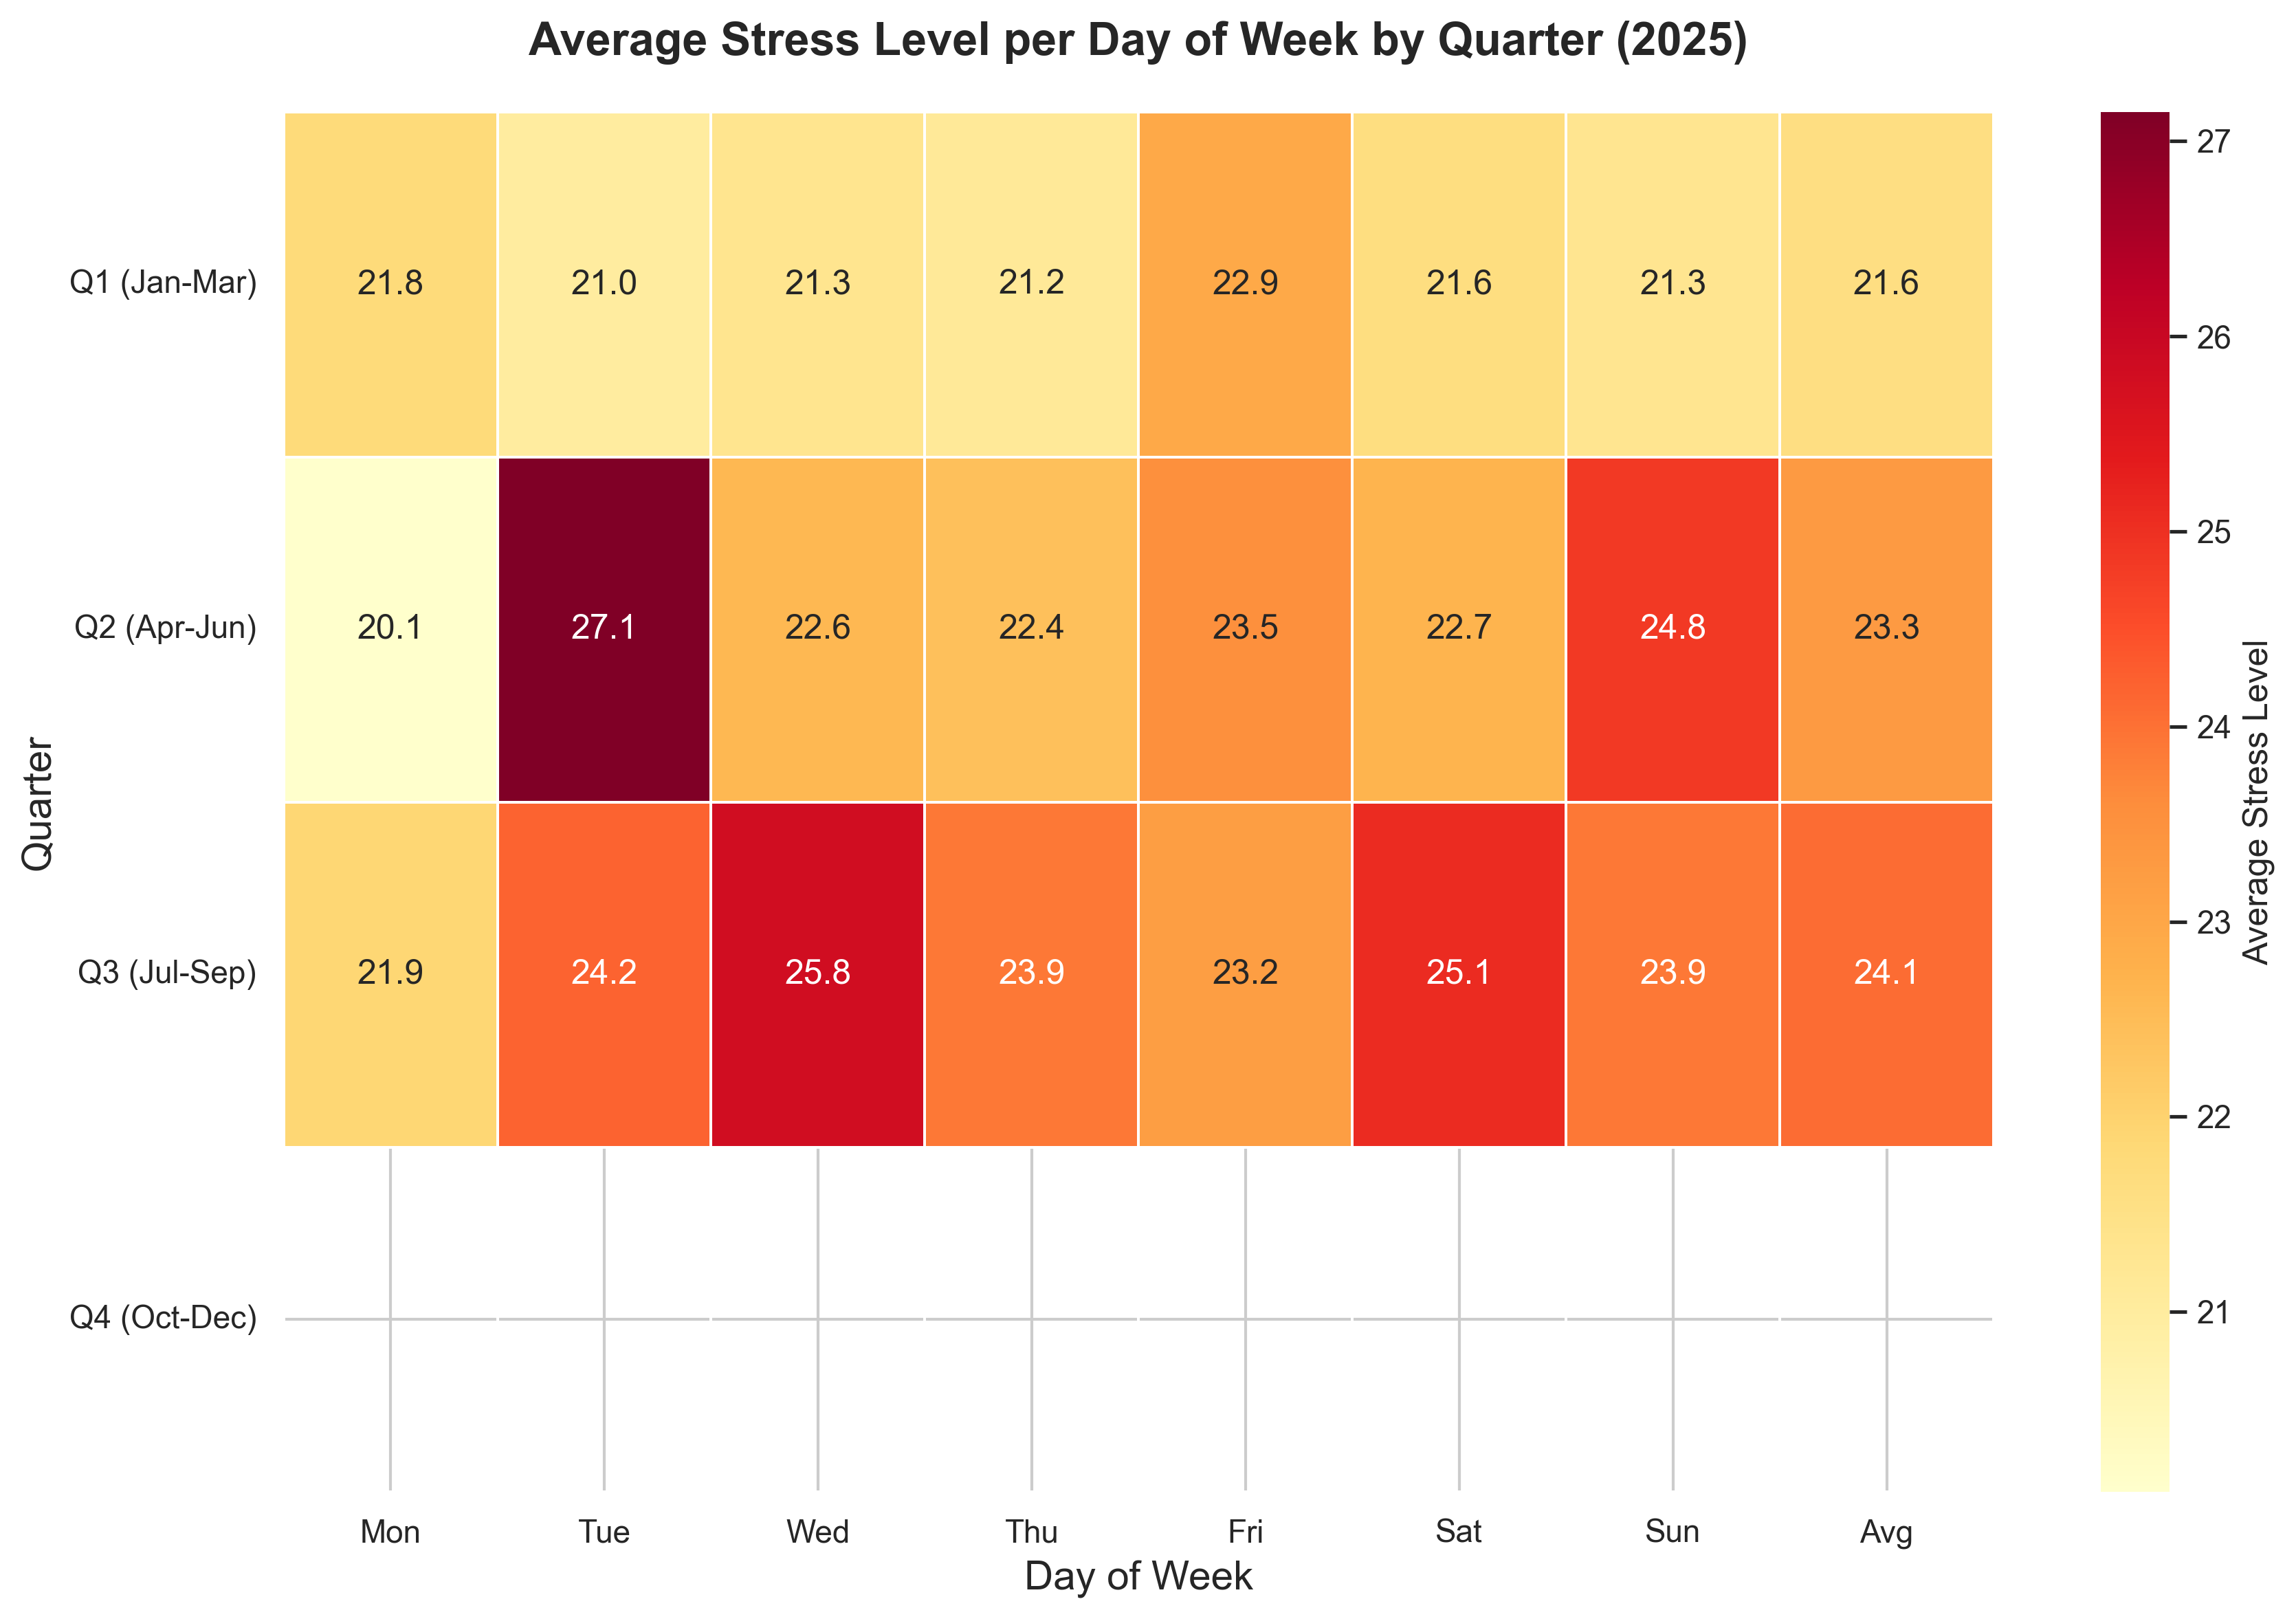 Average Stress Level per Day of Week by Quarter (2025)
Q1 (Jan-Mar) 21.8 21.0 21.3 21.2 22.9 21.6 21.3 21.6
Q2 (Apr-Jun) 20.1 27.1 22.6 22.4 23.5 22.7 24.8 23.3
Q3 (Jul-Sep) 21.9 24.2 25.8 23.9 23.2 25.1 23.9 24.1
Q4 (Oct-Dec)
Mon Tue Wed Thu Fri Sat Sun Avg
Day of Week
Quarter
27
26
25
24
23
22
21
Average Stress Level